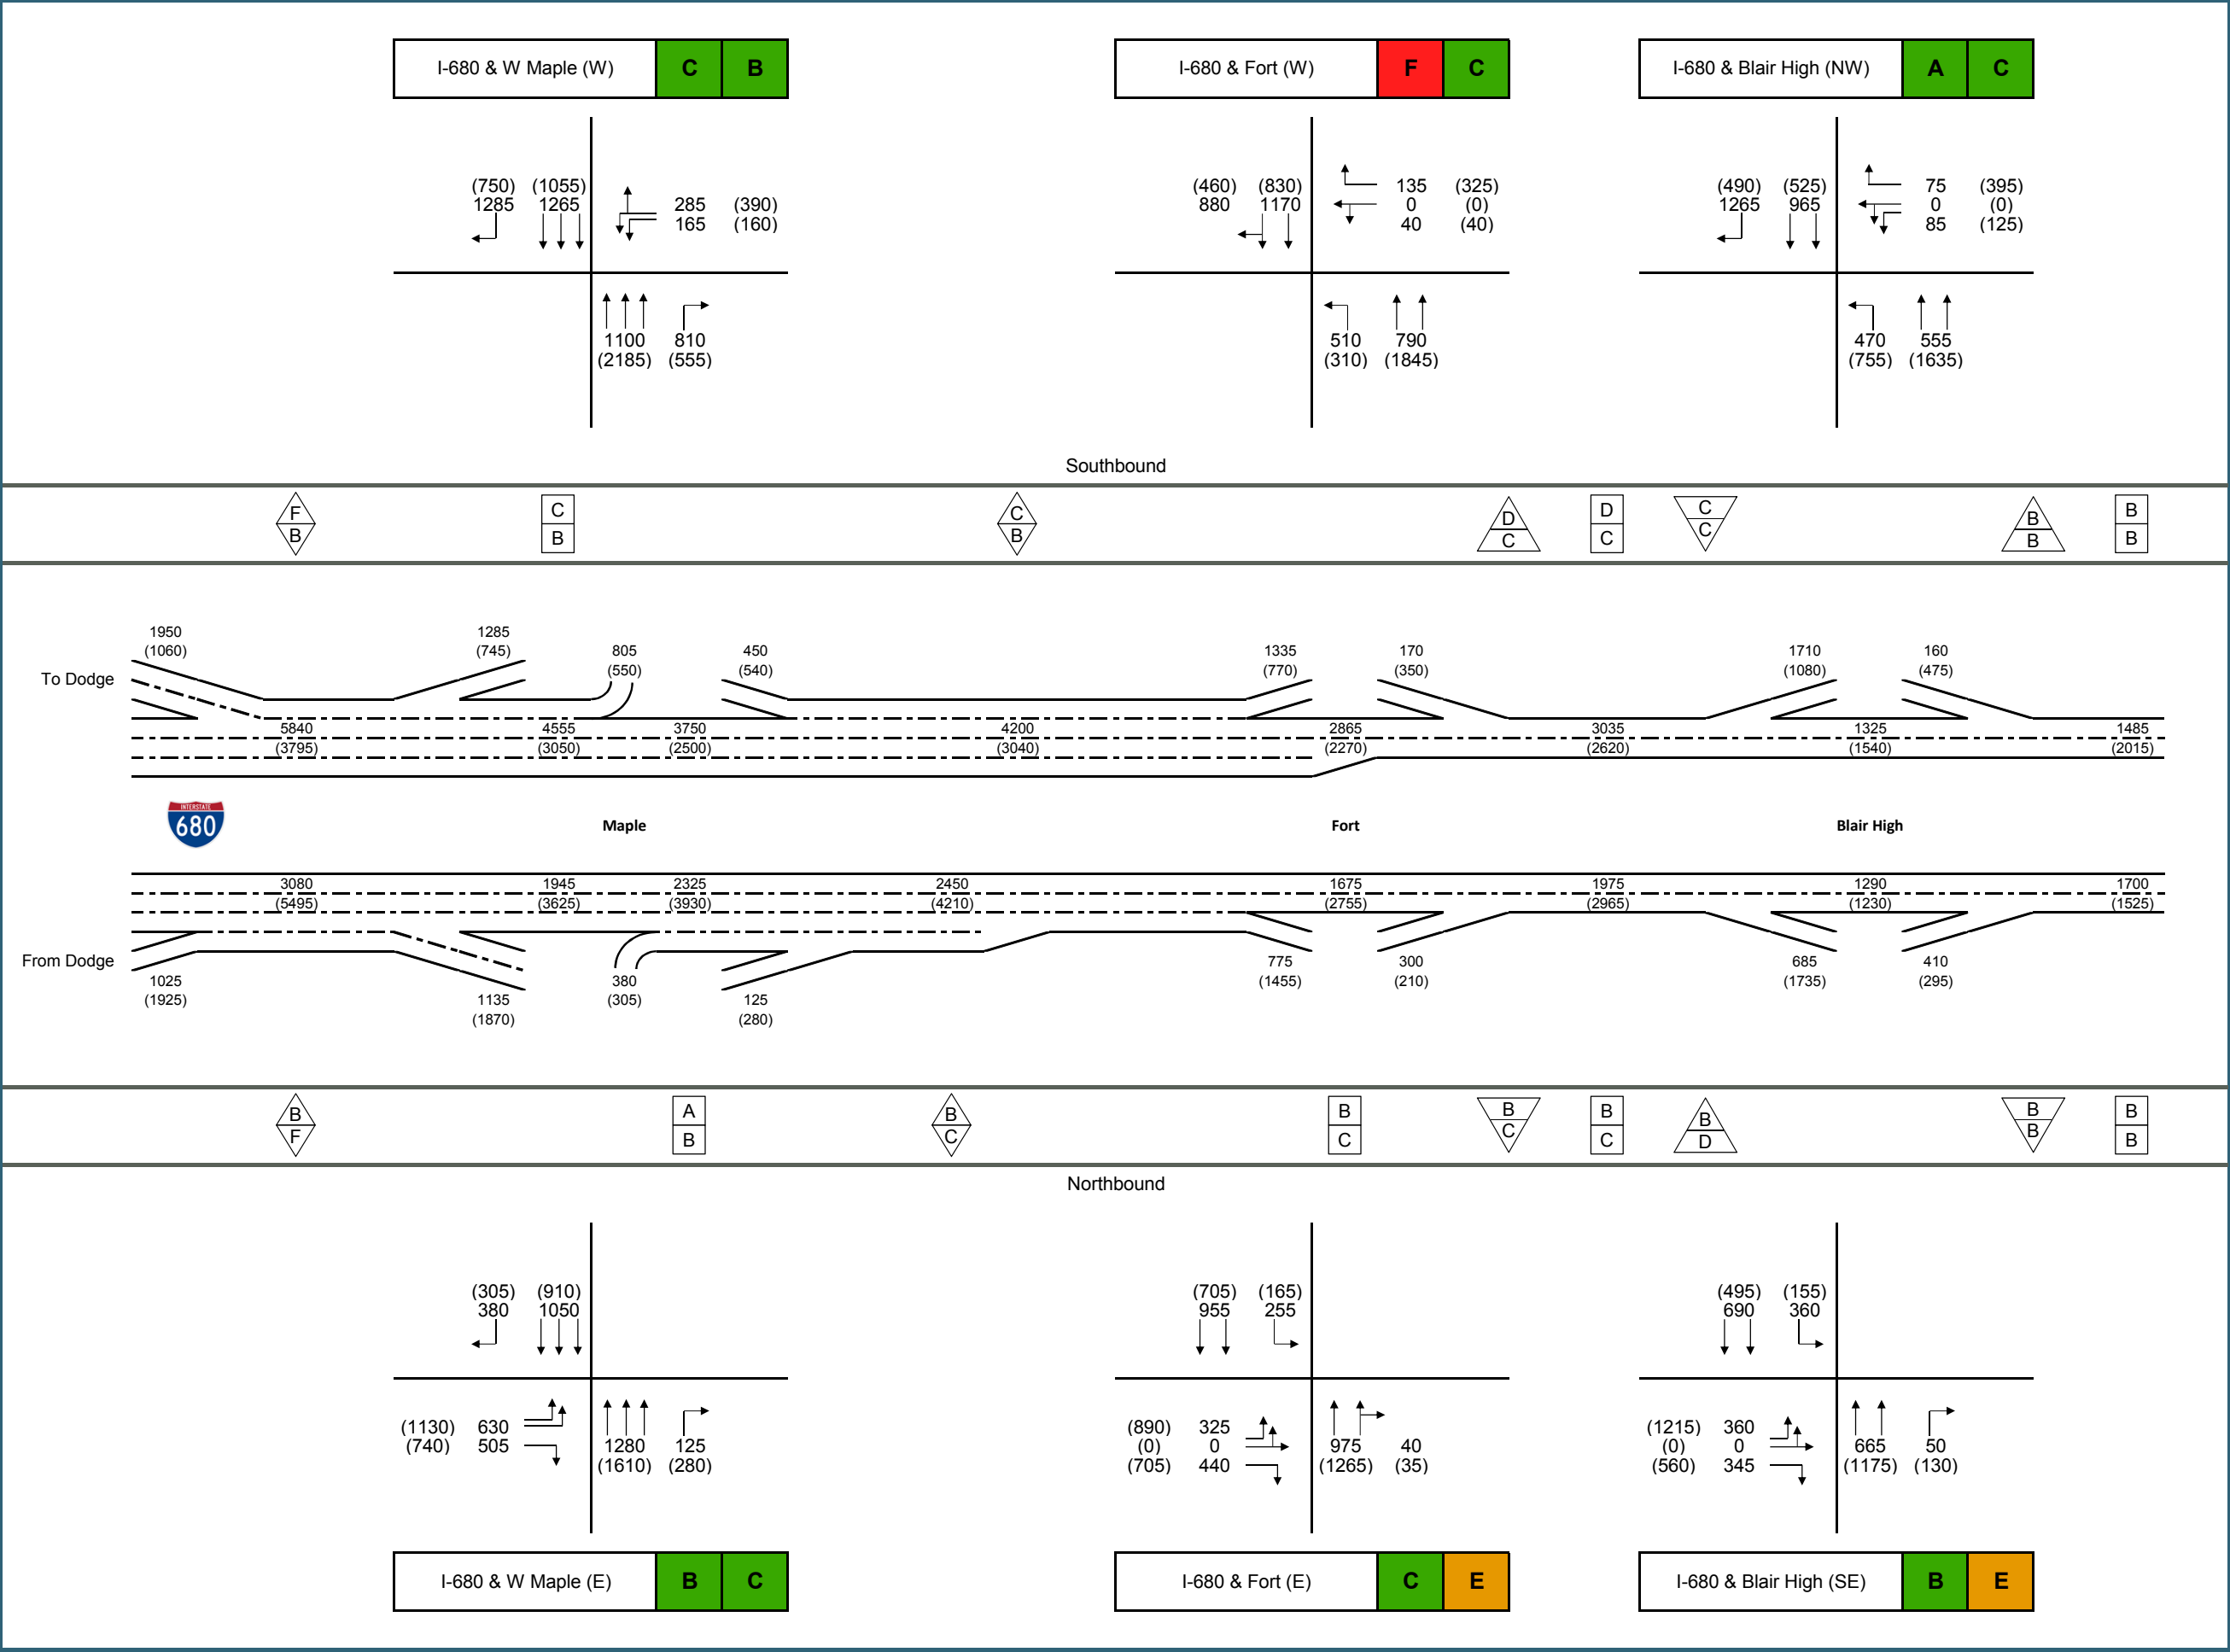 I-680 & W Maple (W) C B
I-680 & Fort (W) F C
I-680 & Blair High (NW) A C
(750) (1055)
1285 1265
285 (390)
165 (160)
1100 810
(2185) (555)
(460) (830)
880 1170
135 (325)
0 (0)
40 (40)
510 790
(310) (1845)
(490) (525)
1265 965
75 (395)
0 (0)
85 (125)
470 555
(755) (1635)
Southbound
F C C D D C B B
B B B C C C B B
1950 1285 805 450 1335 170 1710 160
(1060) (745) (550) (540) (770) (350) (1080) (475)
To Dodge
5840 4555 3750 4200 2865 3035 1325 1485
(3795) (3050) (2500) (3040) (2270) (2620) (1540) (2015)
INTERSTATE
680
Maple Fort Blair High
3080 1945 2325 2450 1675 1975 1290 1700
(5495) (3625) (3930) (4210) (2755) (2965) (1230) (1525)
From Dodge
1025 1135 380 125 775 300 685 410
(1925) (1870) (305) (280) (1455) (210) (1735) (295)
B A B B B B B B B
F B C C C C D B B
Northbound
(305) (910)
380 1050
(1130) 630
(740) 505
1280 125
(1610) (280)
(705) (165)
955 255
(890) 325
(0) 0
(705) 440
975 40
(1265) (35)
(495) (155)
690 360
(1215) 360
(0) 0
(560) 345
665 50
(1175) (130)
I-680 & W Maple (E) B C
I-680 & Fort (E) C E
I-680 & Blair High (SE) B E